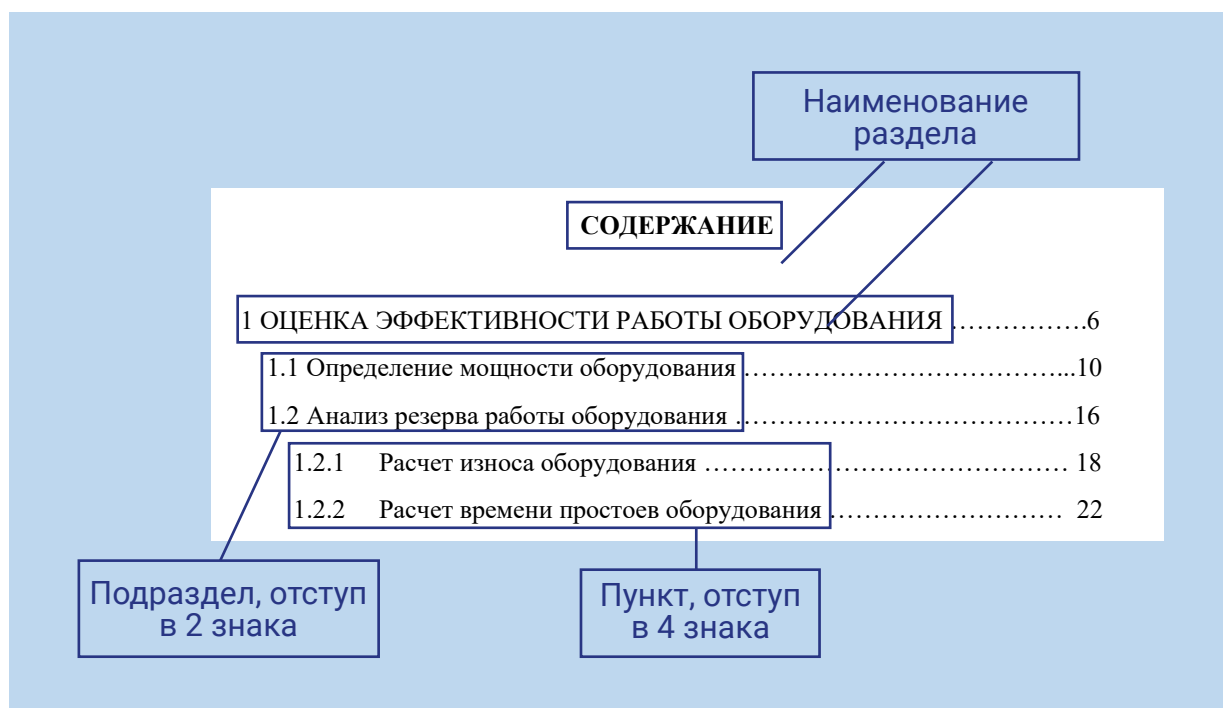 Наименование
раздела
СОДЕРЖАНИЕ
1 ОЦЕНКА ЭФФЕКТИВНОСТИ РАБОТЫ ОБОРУДОВАНИЯ …………….6
1.1 Определение мощности оборудования………………………………...10
1.2 Анализ резерва работы оборудования …………………………………16
1.2.1 Расчет износа оборудования ………………………………… 18
1.2.2 Расчет времени простоев оборудования……………………… 22
Подраздел, отступ
в 2 знака
Пункт, отступ
в 4 знака